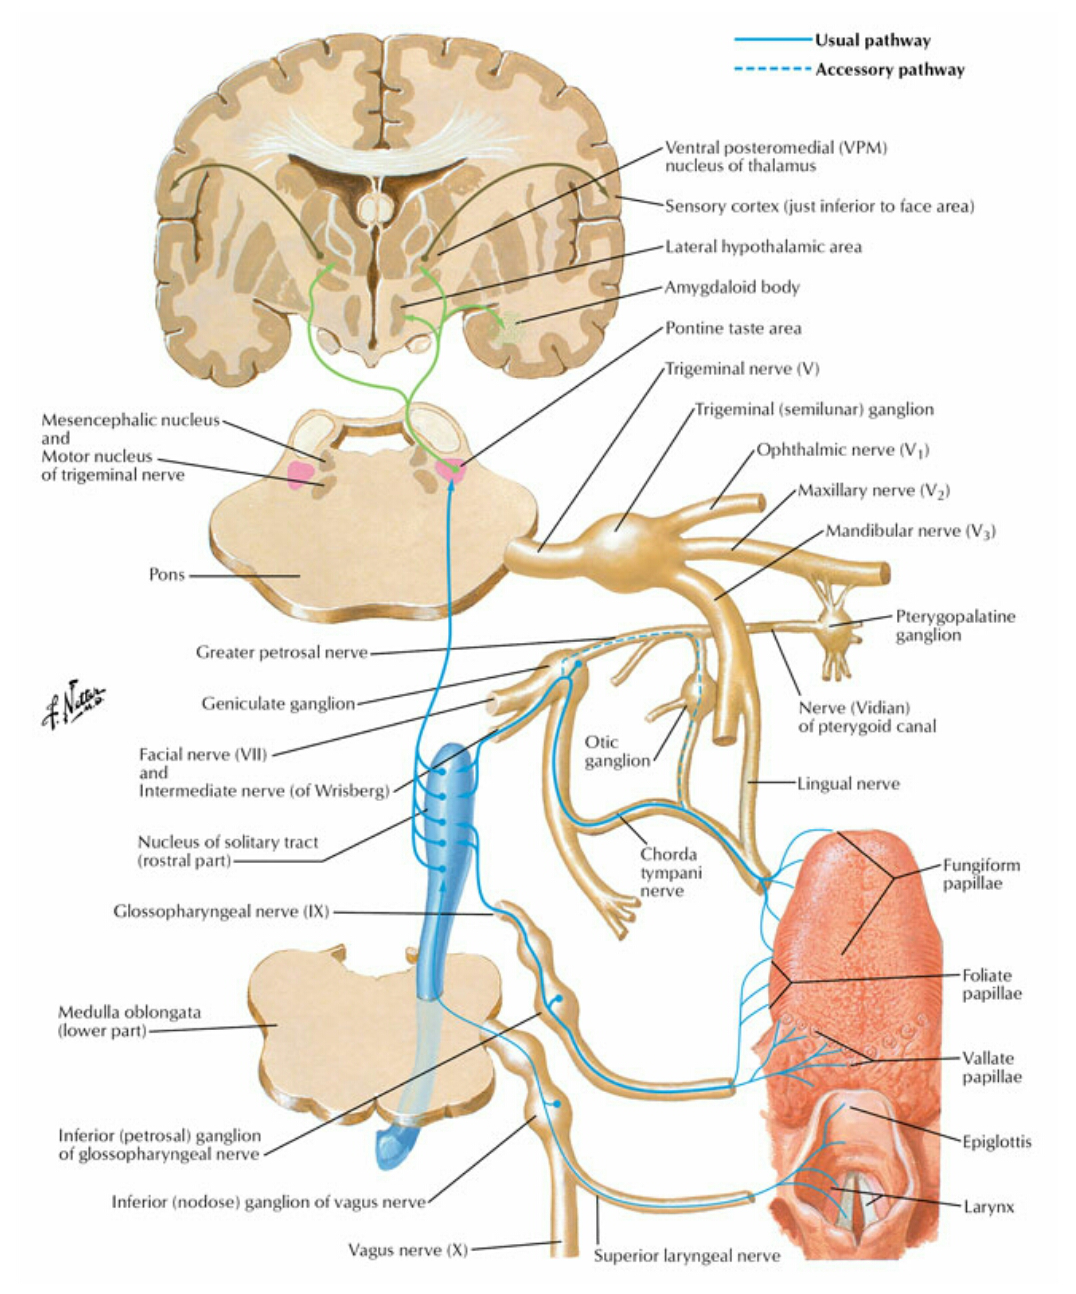 Usual pathway
Accessory pathway
Ventral posteromedial (VPM)
nucleus of thalamus
Sensory cortex (just inferior to face area)
Lateral hypothalamic area
Amygdaloid body
Pontine taste area
Trigeminal nerve (V)
Trigeminal (semilunar) ganglion
Ophthalmic nerve (V1)
Maxillary nerve (V2)
Mandibular nerve (V3)
Mesencephalic nucleus
and
Motor nucleus
of trigeminal nerve
Pons
Pterygopalatine
ganglion
Greater petrosal nerve
Geniculate ganglion
Nerve (Vidian)
of pterygoid canal
F. Netter
M.D.
Facial nerve (VII)
and
Intermediate nerve (of Wrisberg)
Otic
ganglion
Lingual nerve
Nucleus of solitary tract
(rostral part)
Chorda
tympani
nerve
Fungiform
papillae
Glossopharyngeal nerve (IX)
Foliate
papillae
Medulla oblongata
(lower part)
Vallate
papillae
Inferior (petrosal) ganglion
of glossopharyngeal nerve
Epiglottis
Inferior (nodose) ganglion of vagus nerve
Larynx
Vagus nerve (X)
Superior laryngeal nerve